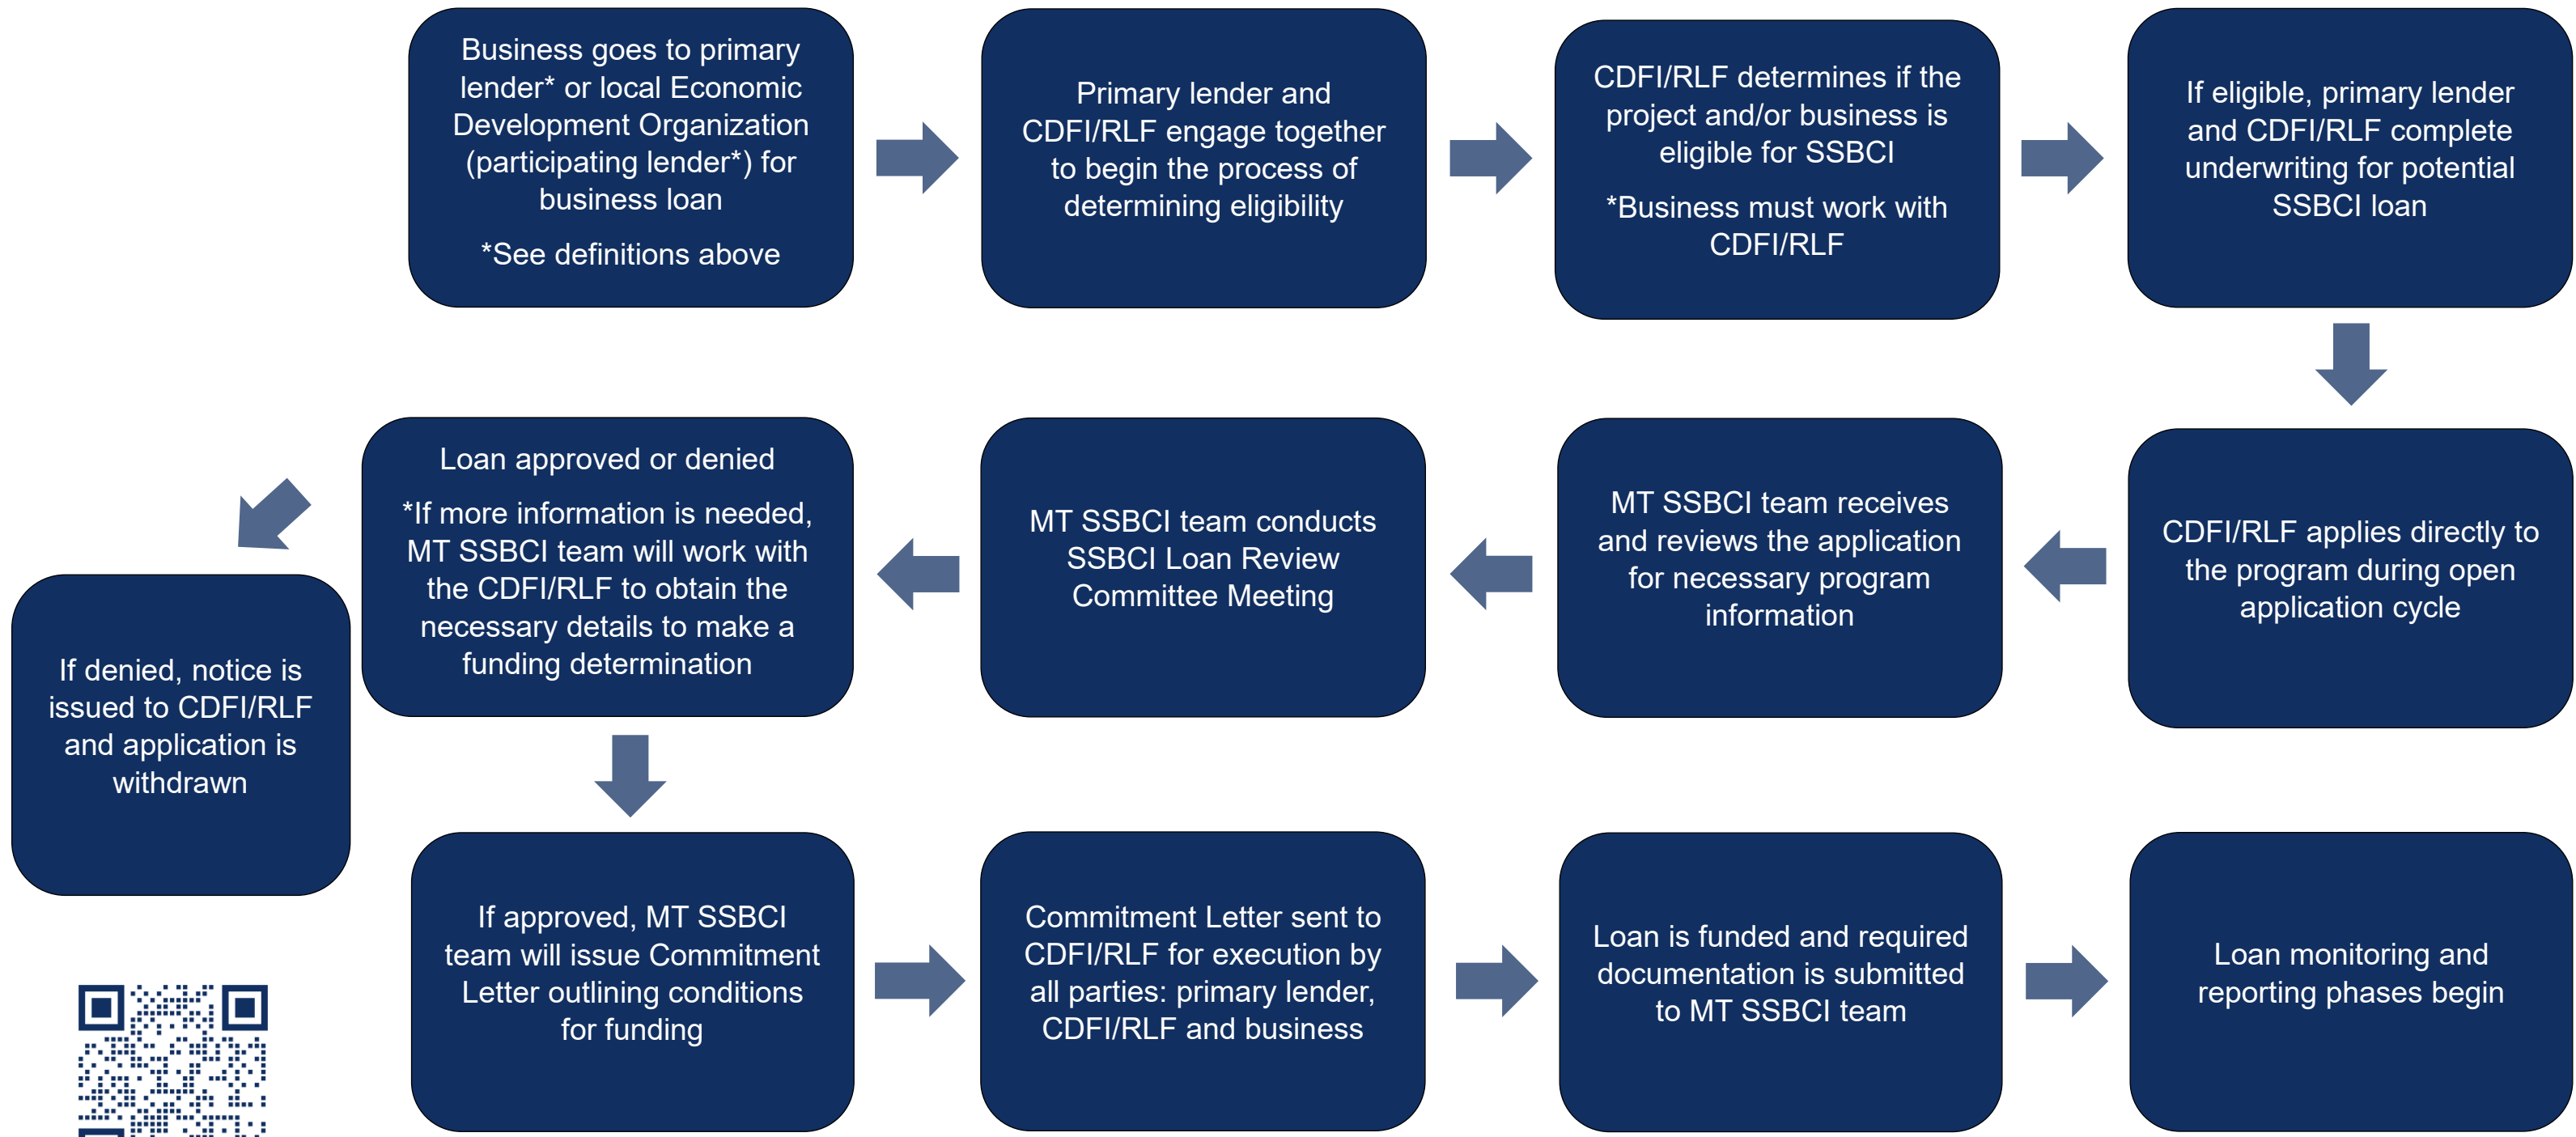 Business goes to primary
lender* or local Economic
Development Organization
(participating lender*) for
business loan
*See definitions above
Primary lender and
CDFI/RLF engage together
to begin the process of
determining eligibility
CDFI/RLF determines if the
project and/or business is
eligible for SSBCI
*Business must work with
CDFI/RLF
If eligible, primary lender
and CDFI/RLF complete
underwriting for potential
SSBCI loan
CDFI/RLF applies directly to
the program during open
application cycle
MT SSBCI team receives
and reviews the application
for necessary program
information
MT SSBCI team conducts
SSBCI Loan Review
Committee Meeting
Loan approved or denied
*If more information is needed,
MT SSBCI team will work with
the CDFI/RLF to obtain the
necessary details to make a
funding determination
If denied, notice is
issued to CDFI/RLF
and application is
withdrawn
If approved, MT SSBCI
team will issue Commitment
Letter outlining conditions
for funding
Commitment Letter sent to
CDFI/RLF for execution by
all parties: primary lender,
CDFI/RLF and business
Loan is funded and required
documentation is submitted
to MT SSBCI team
Loan monitoring and
reporting phases begin